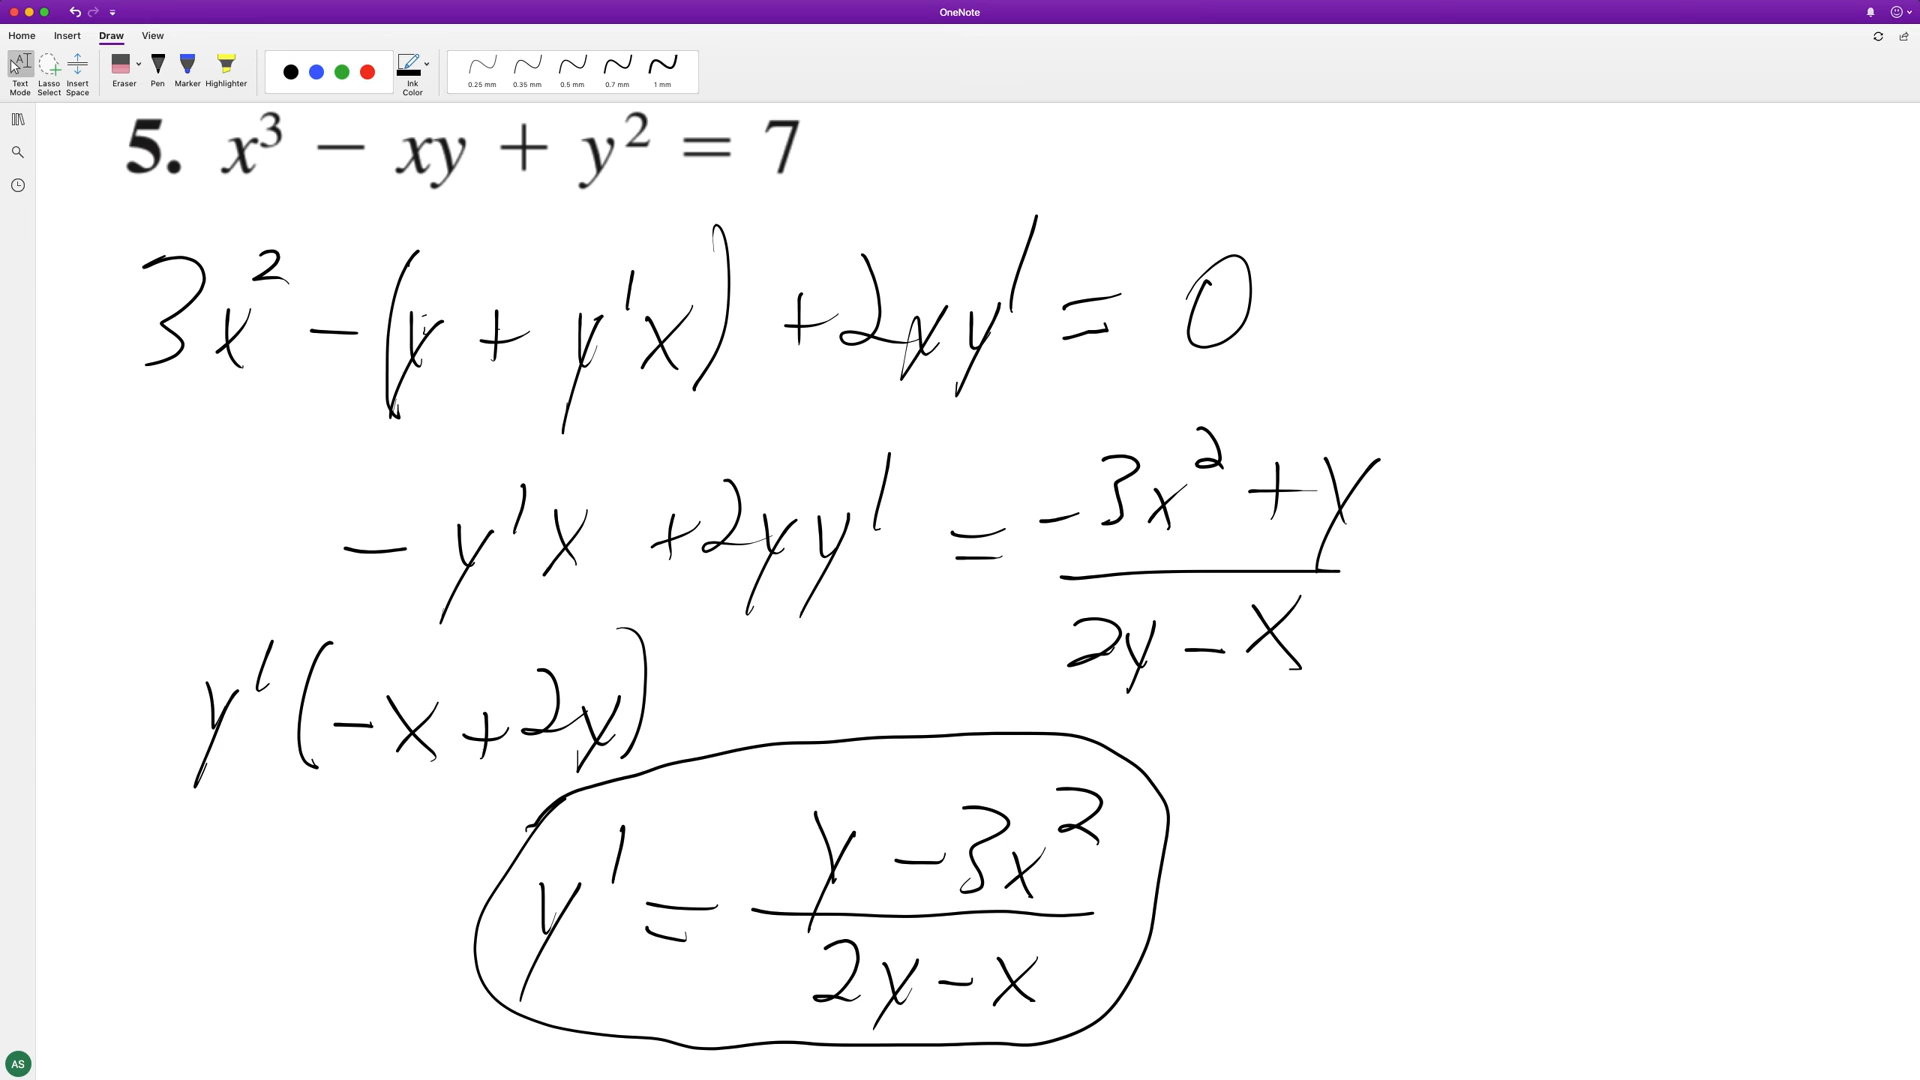 OneNote
Home Insert Draw View
Text Mode Lasso Select Insert Space Eraser Pen Marker Highlighter Ink Color 0.25 mm 0.35 mm 0.5 mm 0.7 mm 1 mm
5. x³ − xy + y² = 7
3x² − (y + y'x) + 2yy' = 0
− y'x + 2yy' = (−3x² + y) / (2y − x)
y'(−x + 2y)
y' = (y − 3x²) / (2y − x)
AS